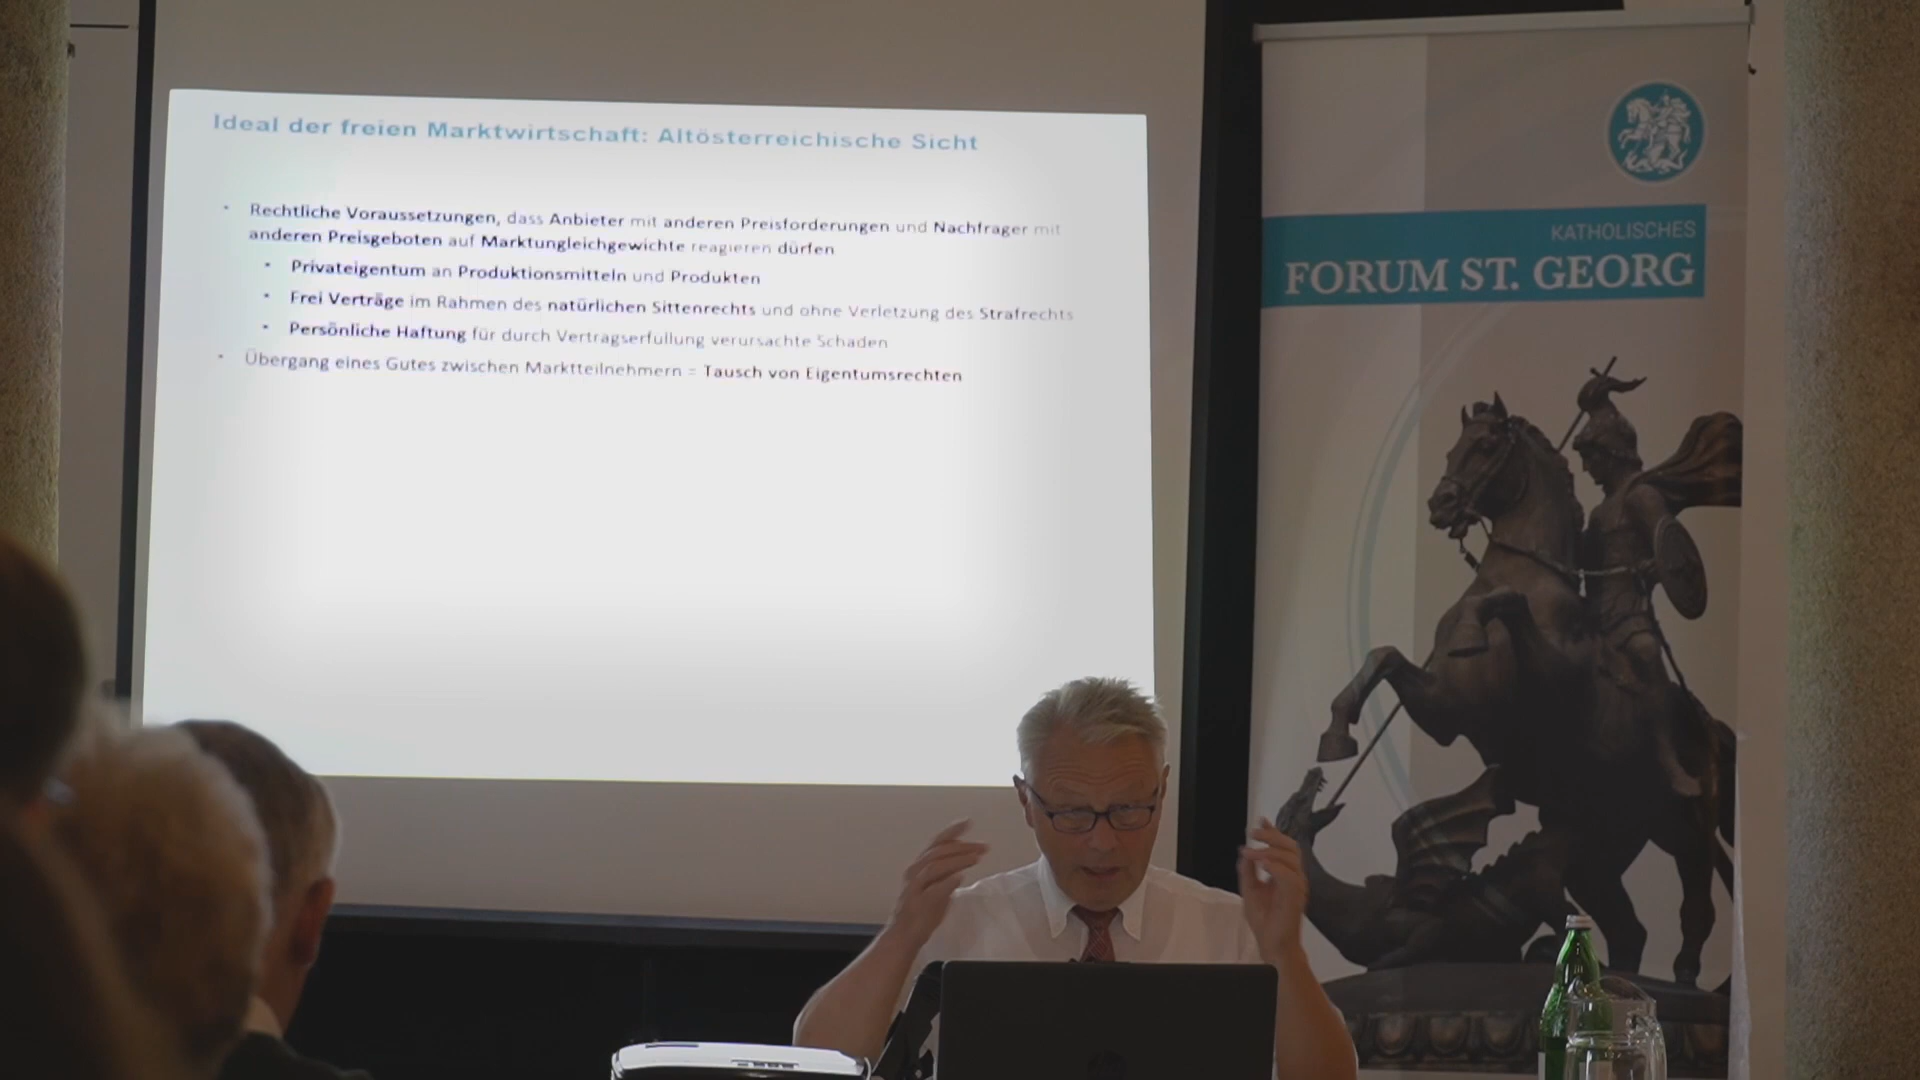 Ideal der freien Marktwirtschaft: Altösterreichische Sicht
• Rechtliche Voraussetzungen, dass Anbieter mit anderen Preisforderungen und Nachfrager mit
anderen Preisgeboten auf Marktungleichgewichte reagieren dürfen
• Privateigentum an Produktionsmitteln und Produkten
• Frei Verträge im Rahmen des natürlichen Sittenrechts und ohne Verletzung des Strafrechts
• Persönliche Haftung für durch Vertragserfullung verursachte Schaden
• Übergang eines Gutes zwischen Marktteilnehmern = Tausch von Eigentumsrechten
KATHOLISCHES
FORUM ST. GEORG